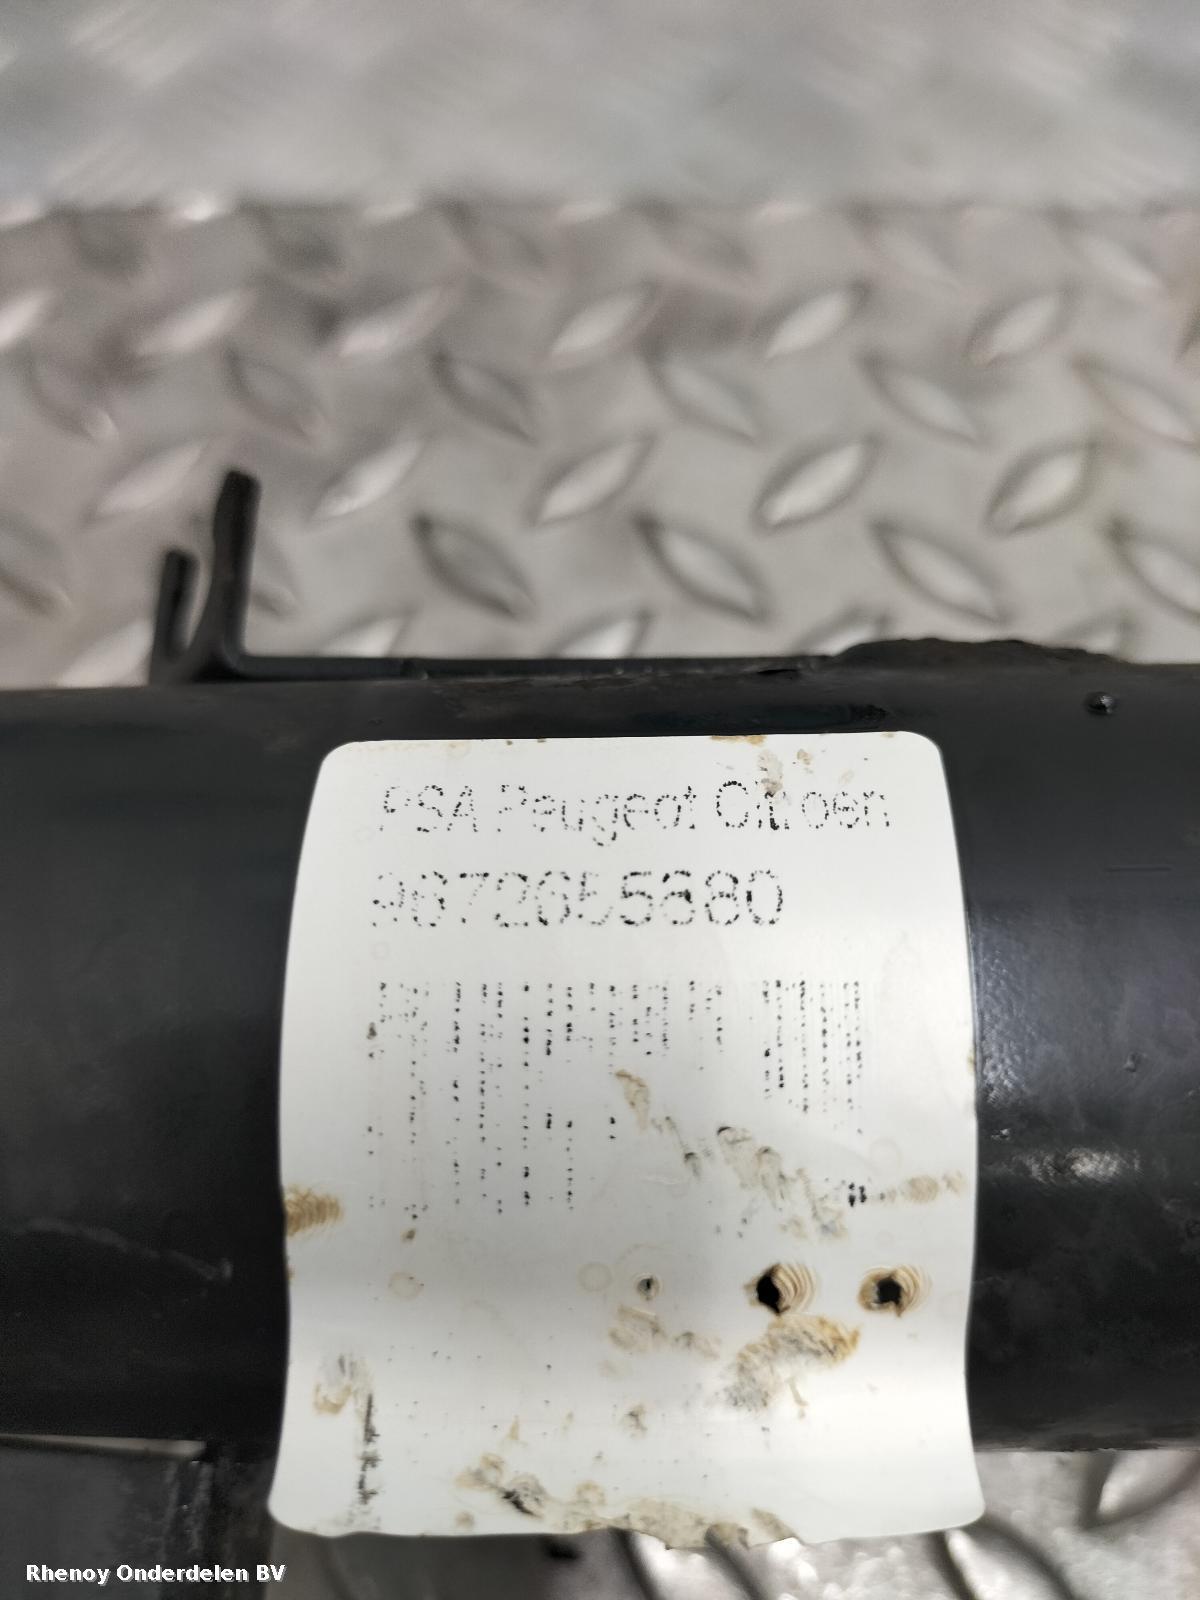 PSA Peugeot Citroen
9672655680
Rhenoy Onderdelen BV